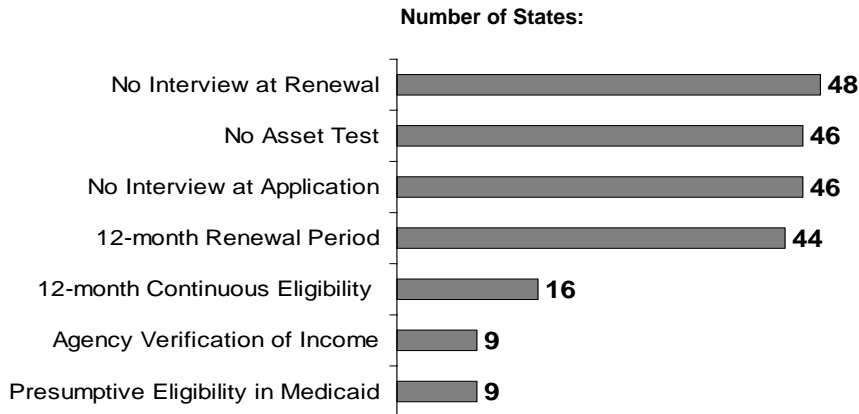 Number of States:
No Interview at Renewal 48
No Asset Test 46
No Interview at Application 46
12-month Renewal Period 44
12-month Continuous Eligibility 16
Agency Verification of Income 9
Presumptive Eligibility in Medicaid 9